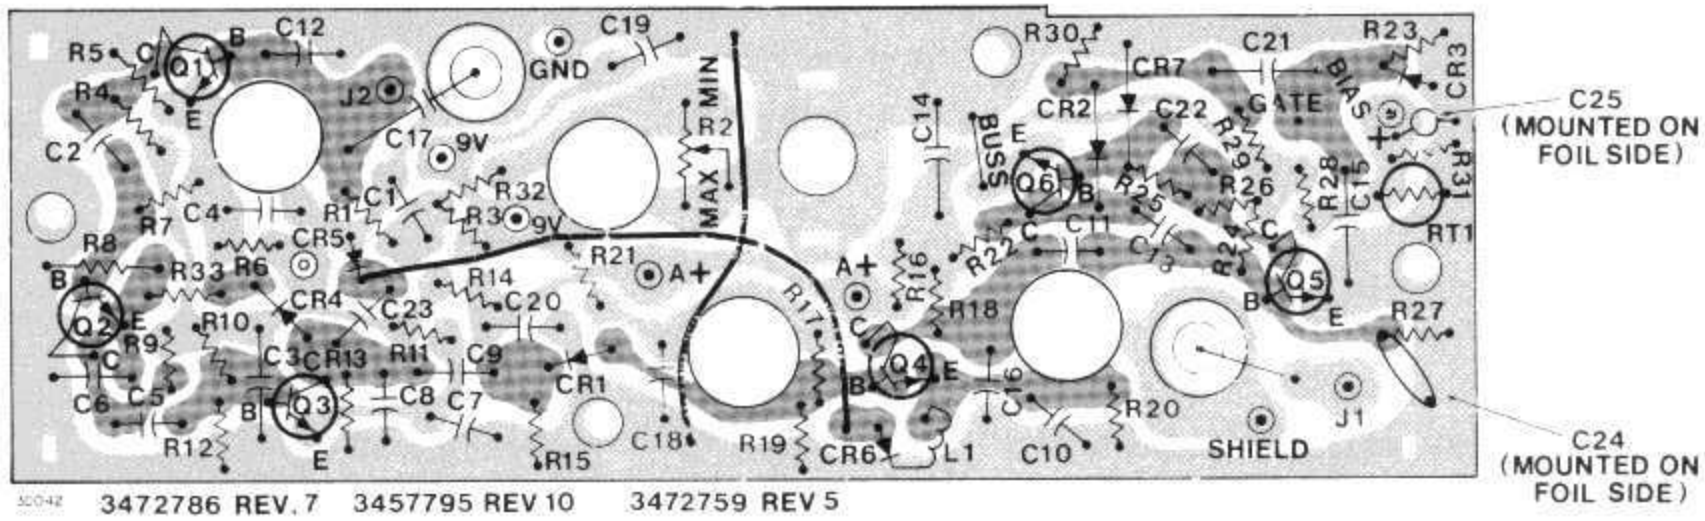 R5 C Q1 B C12
R4 E
C2
J2
GND
C19
C17
9V
MIN
R2
MAX
C14
BUSS
R30
CR7
CR2
C22
C21
GATE
BIAS
R23
CR3
C25
(MOUNTED ON
FOIL SIDE)
+
R31
RT1
E
Q6
B
C
R25
R29
R26
R28
C15
R7
C4
R1
C1
R32
R3
9V
R8
B
R33
R6
CR5
R21
A+
A+
R16
R22
C11
C13
R24
C
Q5
B
E
Q2
E
C
R9
R10
CR4
C23
R14
C20
R17
R18
R27
C3
C
R13
R11
C9
CR1
C
Q4
B
E
C16
C6
C5
R12
B
Q3
E
C8
C7
R15
C18
R19
CR6
L1
C10
R20
SHIELD
J1
C24
(MOUNTED ON
FOIL SIDE)
3472786 REV. 7 3457795 REV 10 3472759 REV 5